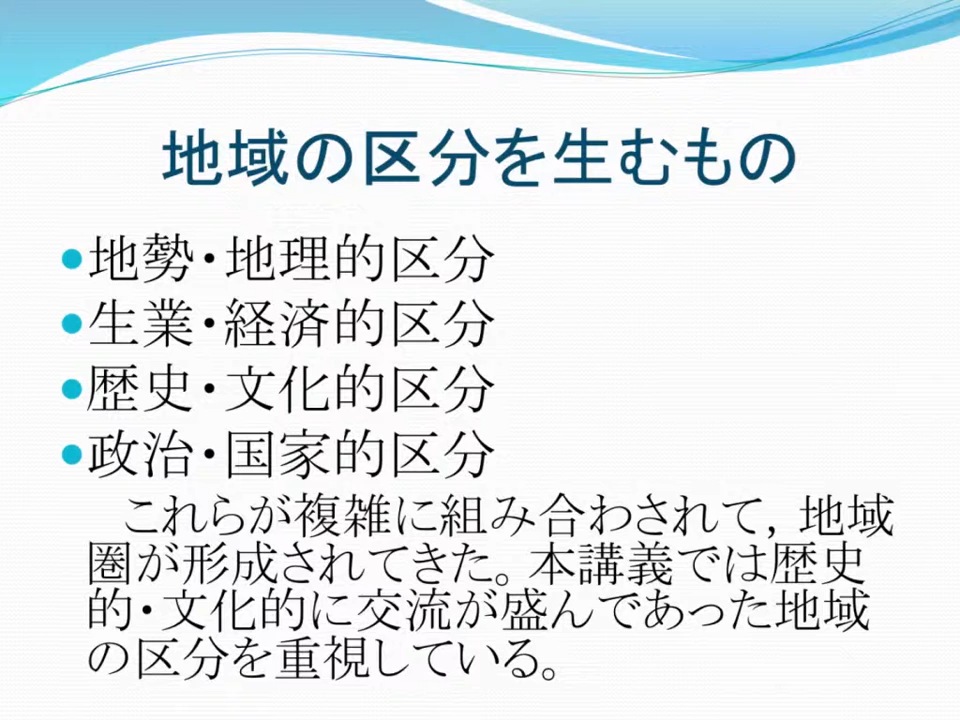 地域の区分を生むもの
•地勢・地理的区分
•生業・経済的区分
•歴史・文化的区分
•政治・国家的区分
　これらが複雑に組み合わされて，地域
圏が形成されてきた。本講義では歴史
的・文化的に交流が盛んであった地域
の区分を重視している。